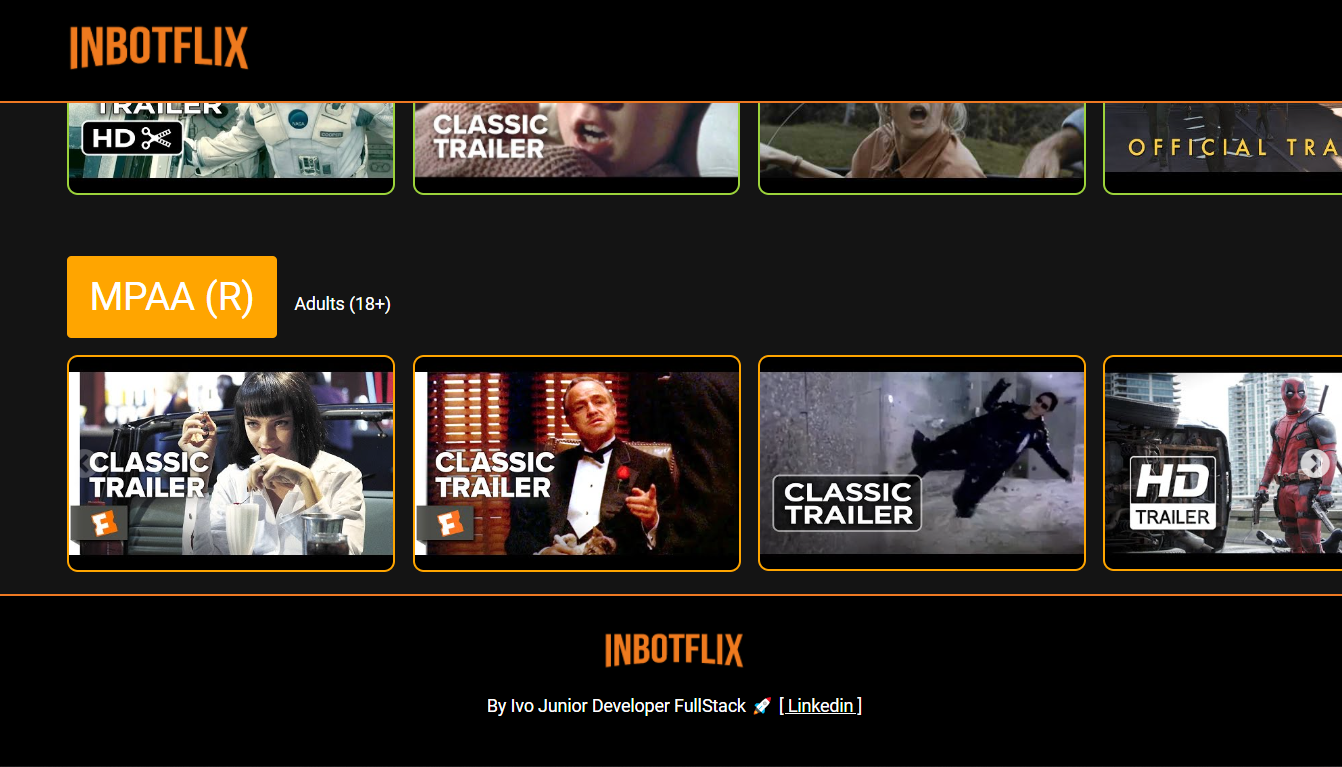 INBOTFLIX
TRAILER
HD
NASA
COOPER
CLASSIC
TRAILER
OFFICIAL TRA
MPAA (R)
Adults (18+)
CLASSIC
TRAILER
F
CLASSIC
TRAILER
F
CLASSIC
TRAILER
HD
TRAILER
INBOTFLIX
By Ivo Junior Developer FullStack 🚀 [ Linkedin ]